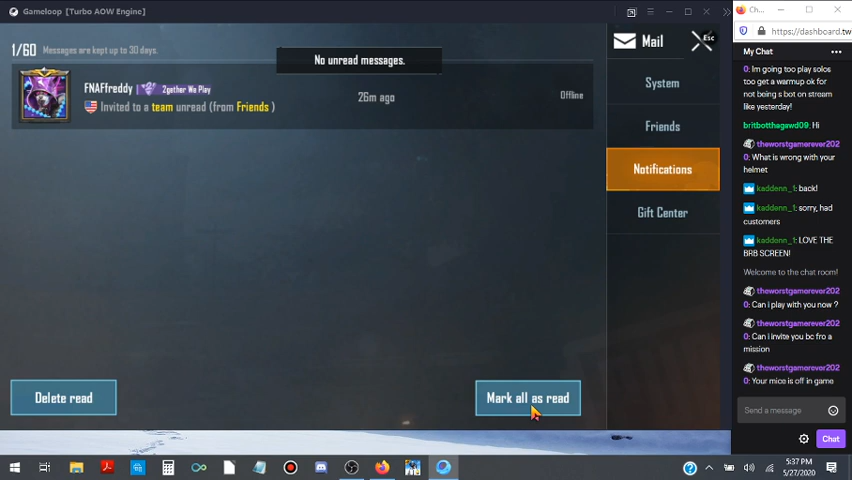 Gameloop [Turbo AOW Engine]
1/60 Messages are kept up to 30 days.
No unread messages.
FNAFfreddy 2gether We Play
Invited to a team unread (from Friends )
26m ago
Offline
Delete read
Mark all as read
Mail
Esc
System
Friends
Notifications
Gift Center
Ch...
https://dashboard.tw
My Chat
0: Im going too play solos
too get a warmup ok for
not being s bot on stream
like yesterday!
britbotthegawd09: Hi
theworstgamerever202
0: What is wrong with your
helmet
kaddenn_1: back!
kaddenn_1: sorry, had
customers
kaddenn_1: LOVE THE
BRB SCREEN!
Welcome to the chat room!
theworstgamerever202
0: Can i play with you now ?
theworstgamerever202
0: Can i invite you bc fro a
mission
theworstgamerever202
0: Your mice is off in game
Send a message
Chat
5:37 PM
5/27/2020